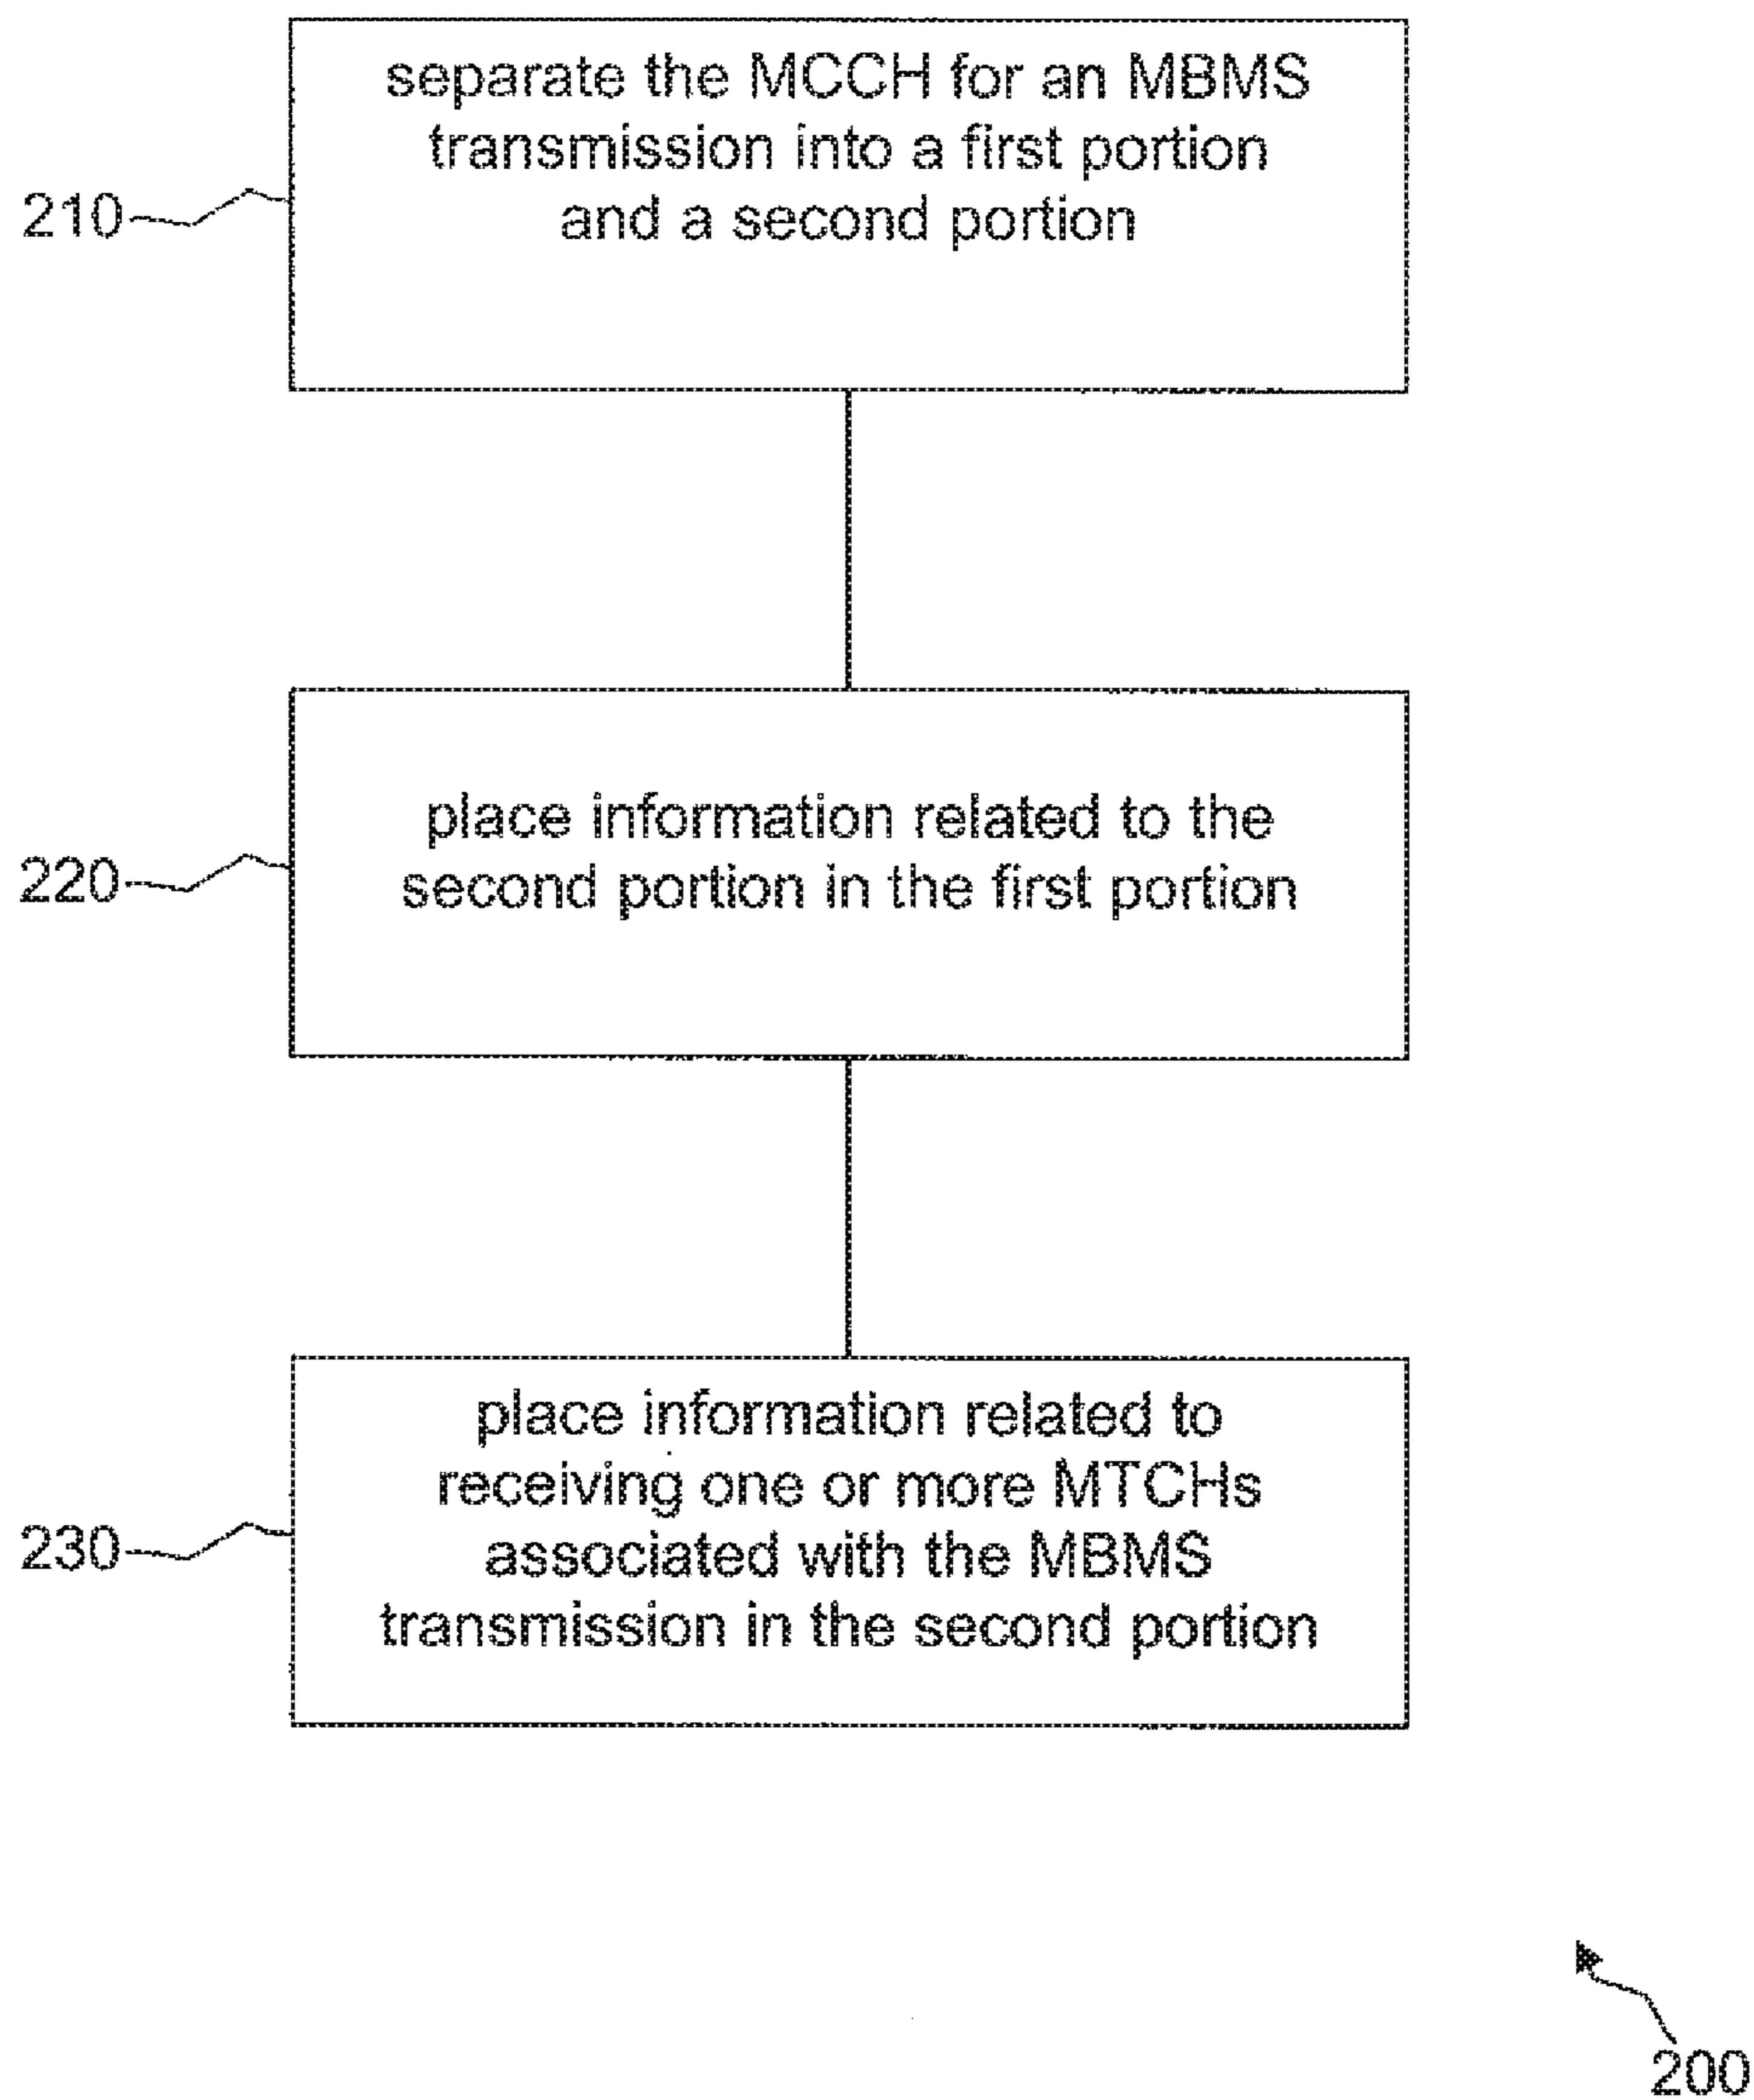 separate the MCCH for an MBMS
transmission into a first portion
and a second portion
210
place information related to the
second portion in the first portion
220
place information related to
receiving one or more MTCHs
associated with the MBMS
transmission in the second portion
230
200